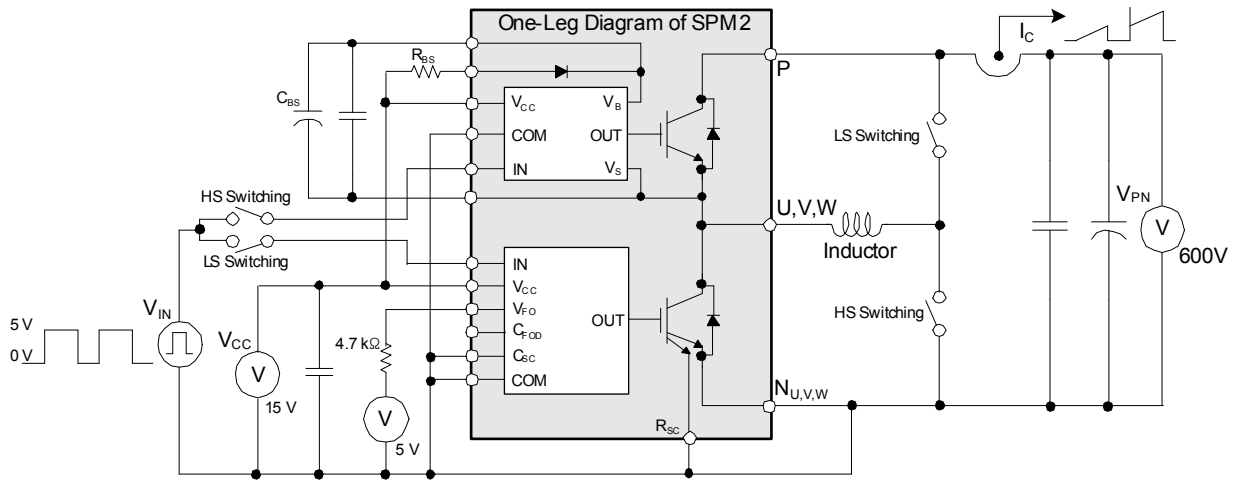 One-Leg Diagram of SPM2
I_C
R_BS
P
C_BS
V_CC
V_B
COM
OUT
LS Switching
IN
V_S
HS Switching
V_PN
U,V,W
V
LS Switching
Inductor
600V
IN
V_CC
V_IN
V_FO
HS Switching
5 V
V_CC
C_FOD
OUT
4.7 kΩ
0 V
C_SC
V
COM
N_U,V,W
15 V
V
R_SC
5 V